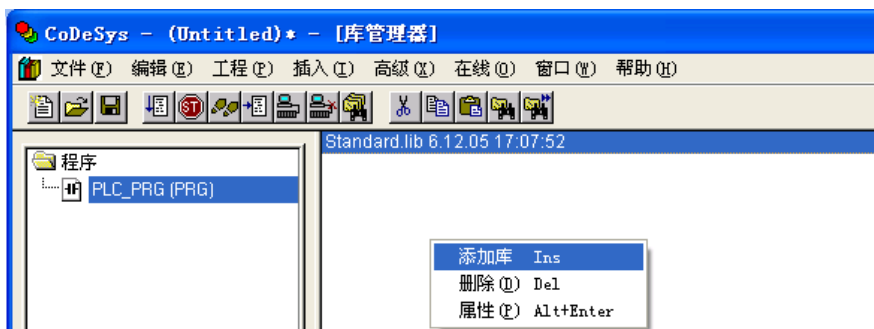 CoDeSys - (Untitled)* - [库管理器]
文件(F) 编辑(E) 工程(P) 插入(I) 高级(X) 在线(O) 窗口(W) 帮助(H)
ST
Standard.lib 6.12.05 17:07:52
程序
PLC_PRG (PRG)
添加库 Ins
删除(D) Del
属性(P) Alt+Enter